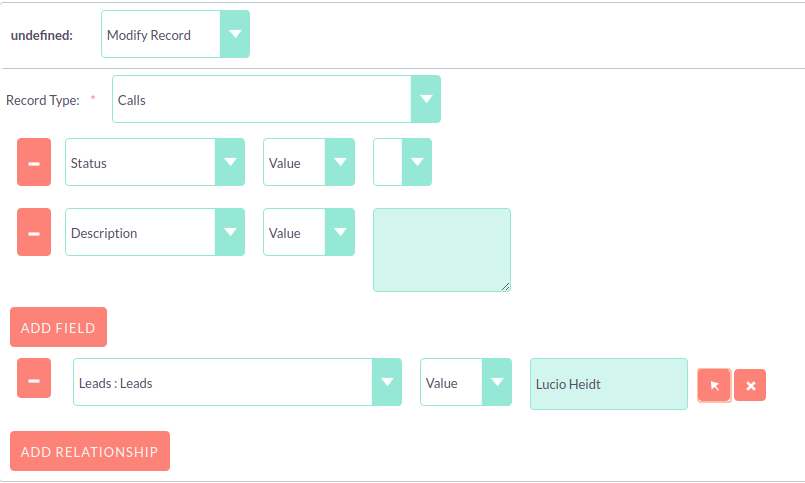 undefined: Modify Record
Record Type: * Calls
Status Value
Description Value
ADD FIELD
Leads : Leads Value Lucio Heidt
ADD RELATIONSHIP